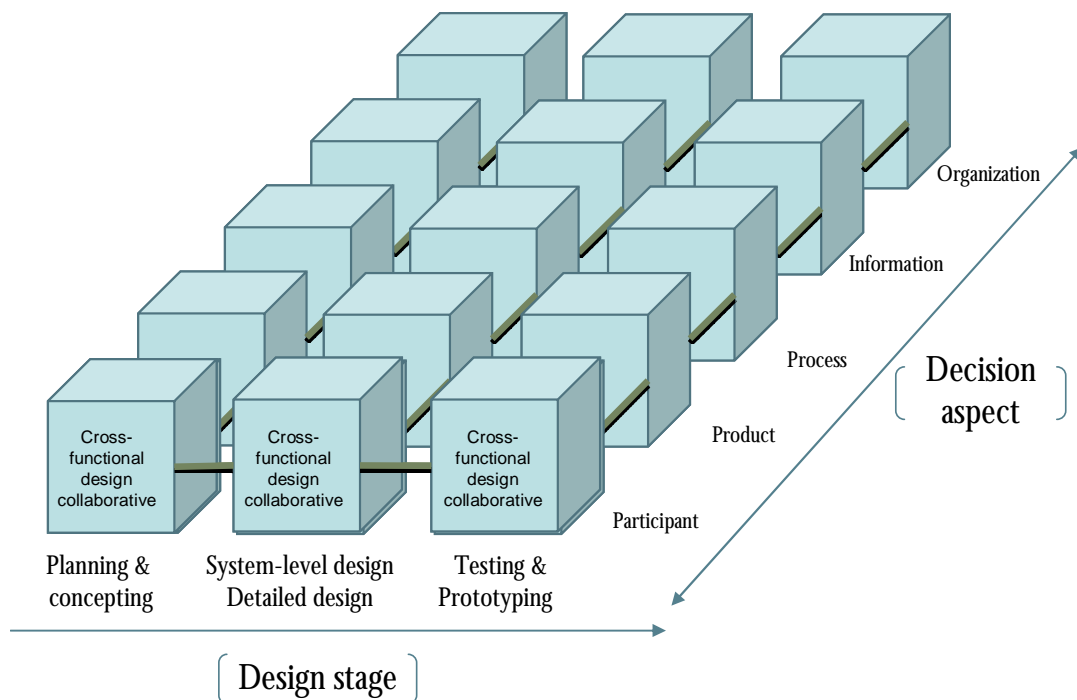 Organization
Information
Process
Decision
aspect
Product
Participant
Cross-
functional
design
collaborative
Cross-
functional
design
collaborative
Cross-
functional
design
collaborative
Planning &
concepting
System-level design
Detailed design
Testing &
Prototyping
Design stage